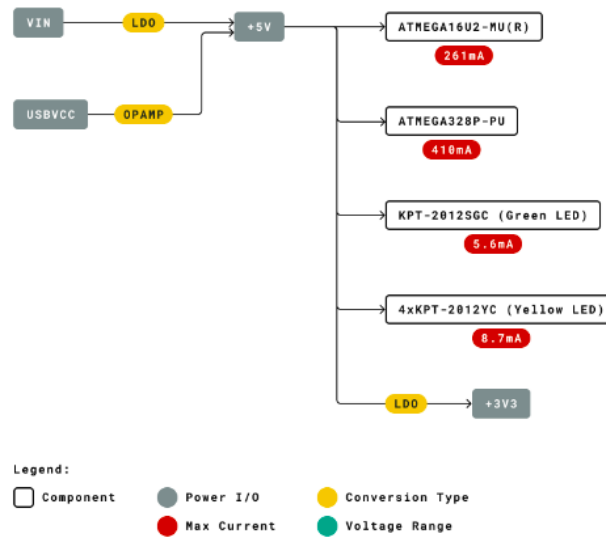 VIN
LDO
+5V
ATMEGA16U2-MU(R)
261mA
USBVCC
OPAMP
ATMEGA328P-PU
410mA
KPT-2012SGC (Green LED)
5.6mA
4xKPT-2012YC (Yellow LED)
8.7mA
LDO
+3V3
Legend:
Component
Power I/O
Conversion Type
Max Current
Voltage Range